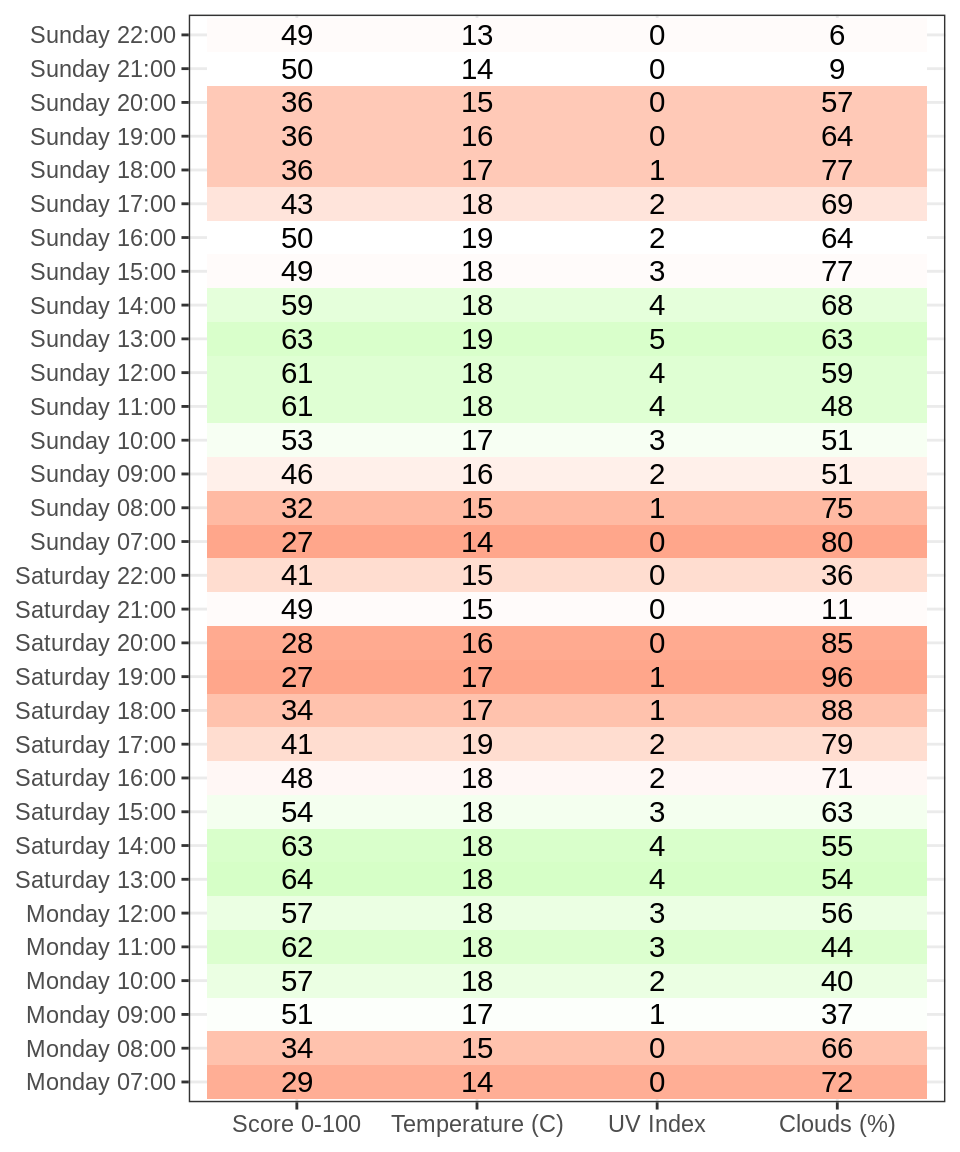 Sunday 22:00 49 13 0 6
Sunday 21:00 50 14 0 9
Sunday 20:00 36 15 0 57
Sunday 19:00 36 16 0 64
Sunday 18:00 36 17 1 77
Sunday 17:00 43 18 2 69
Sunday 16:00 50 19 2 64
Sunday 15:00 49 18 3 77
Sunday 14:00 59 18 4 68
Sunday 13:00 63 19 5 63
Sunday 12:00 61 18 4 59
Sunday 11:00 61 18 4 48
Sunday 10:00 53 17 3 51
Sunday 09:00 46 16 2 51
Sunday 08:00 32 15 1 75
Sunday 07:00 27 14 0 80
Saturday 22:00 41 15 0 36
Saturday 21:00 49 15 0 11
Saturday 20:00 28 16 0 85
Saturday 19:00 27 17 1 96
Saturday 18:00 34 17 1 88
Saturday 17:00 41 19 2 79
Saturday 16:00 48 18 2 71
Saturday 15:00 54 18 3 63
Saturday 14:00 63 18 4 55
Saturday 13:00 64 18 4 54
Monday 12:00 57 18 3 56
Monday 11:00 62 18 3 44
Monday 10:00 57 18 2 40
Monday 09:00 51 17 1 37
Monday 08:00 34 15 0 66
Monday 07:00 29 14 0 72
Score 0-100 Temperature (C) UV Index Clouds (%)